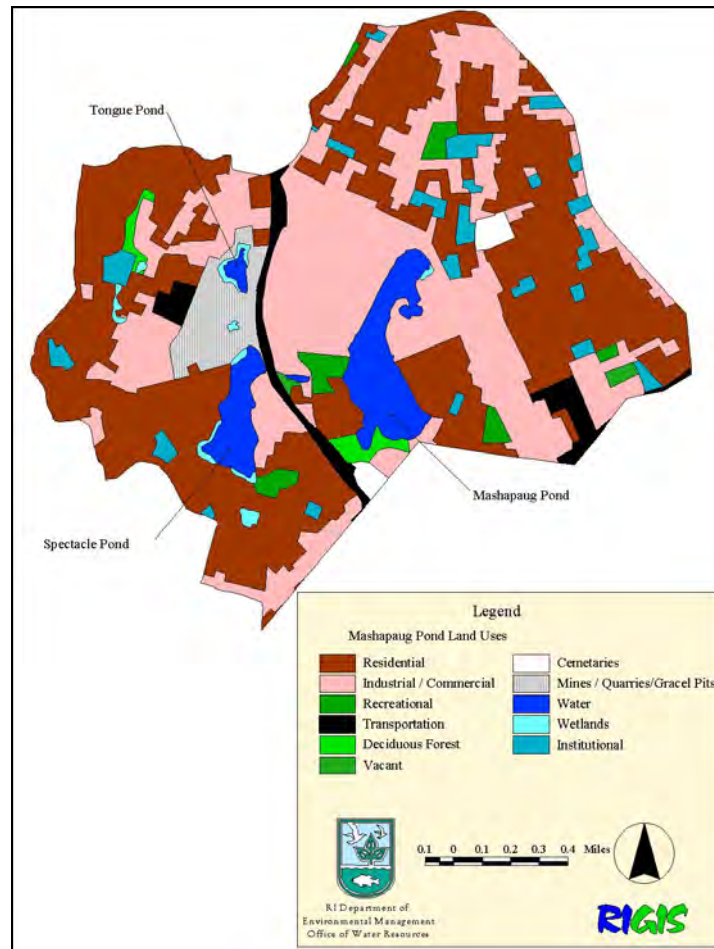 Tongue Pond
Mashapaug Pond
Spectacle Pond
Legend
Mashapaug Pond Land Uses
Residential
Industrial / Commercial
Recreational
Transportation
Deciduous Forest
Vacant
Cemetaries
Mines / Quarries/Gracel Pits
Water
Wetlands
Institutional
0.1 0 0.1 0.2 0.3 0.4 Miles
RI Department of
Environmental Management
Office of Water Resources
RIGIS